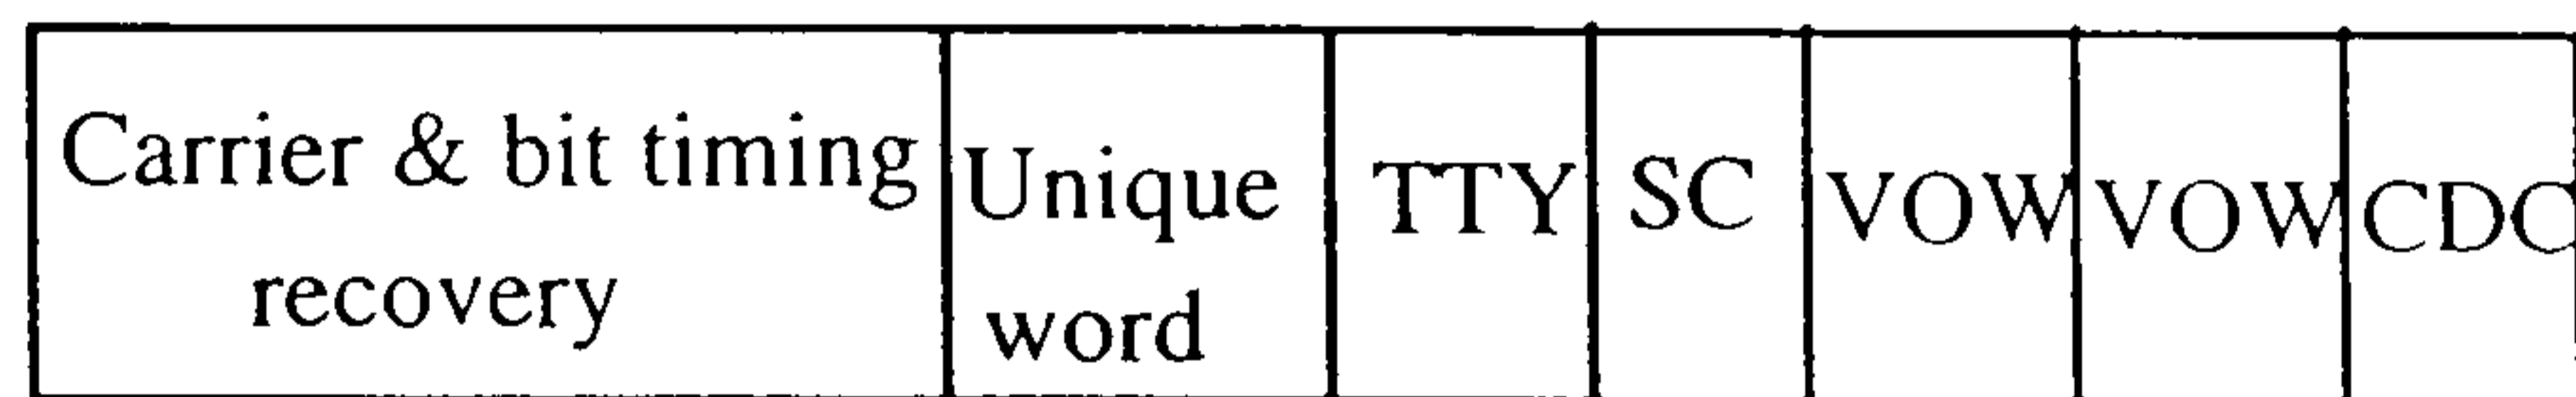 Carrier & bit timing
recovery
Unique
word
TTY
SC
VOW
VOW
CDC